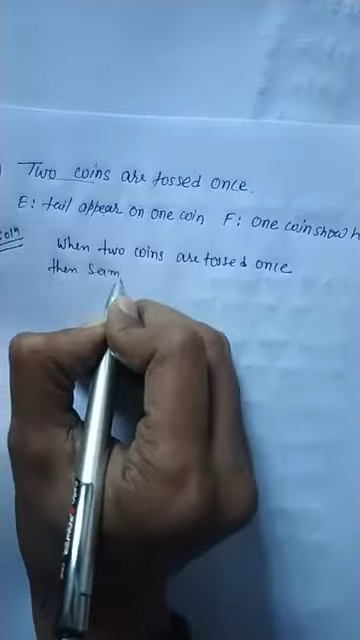 Two coins are tossed once.
E: tail appear on one coin F: One coin show
Soln
When two coins are tossed once
then sam